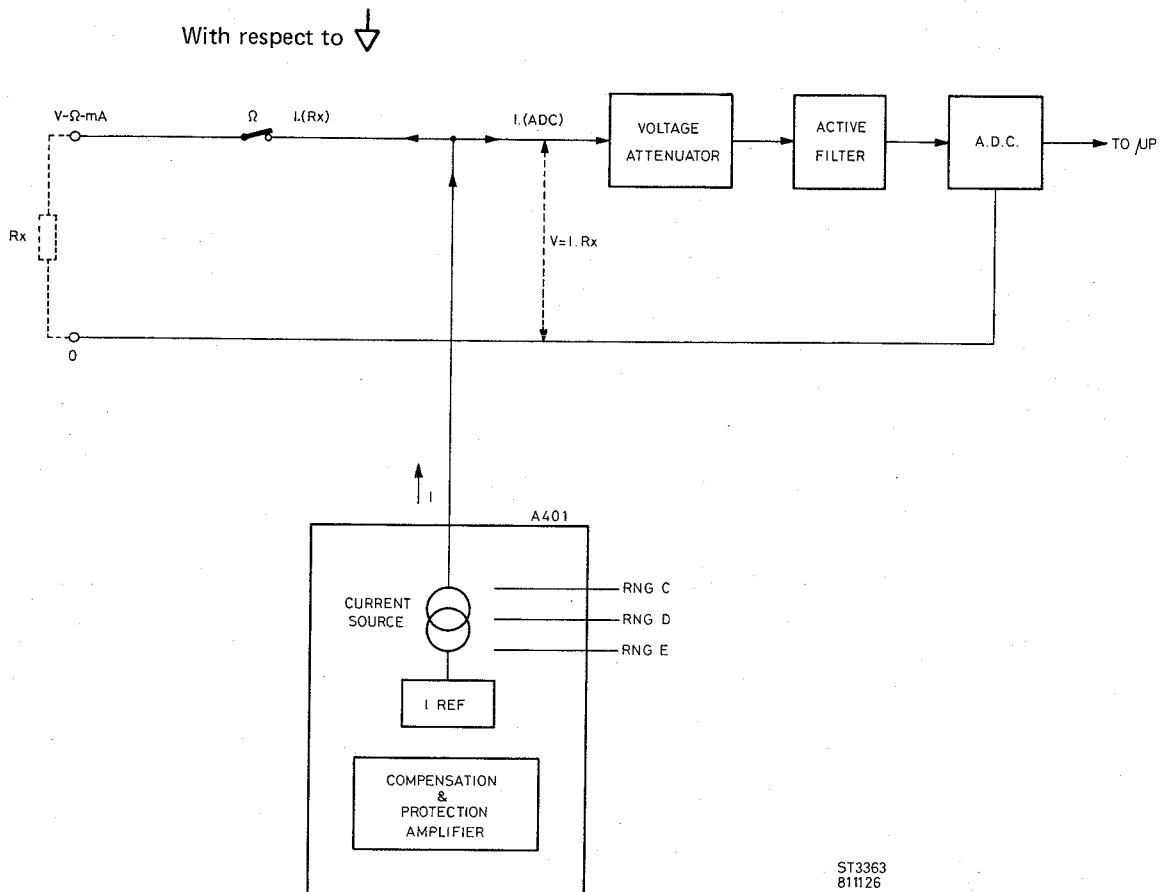 With respect to
V-Ω-mA
Ω
I.(Rx)
I.(ADC)
VOLTAGE
ATTENUATOR
ACTIVE
FILTER
A.D.C.
TO /UP
Rx
V=I.Rx
0
I
A401
CURRENT
SOURCE
RNG C
RNG D
RNG E
I REF
COMPENSATION
&
PROTECTION
AMPLIFIER
ST3363
811126